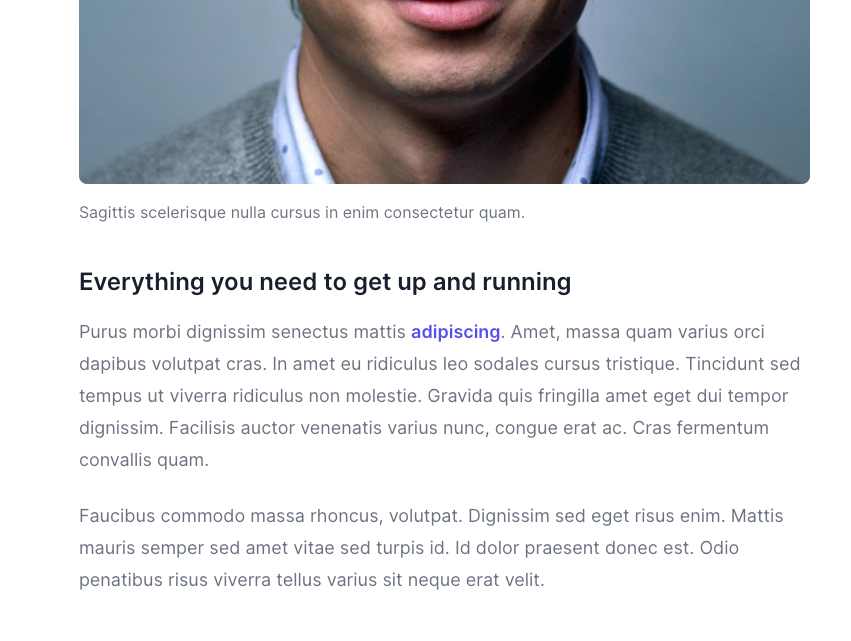 Sagittis scelerisque nulla cursus in enim consectetur quam.
Everything you need to get up and running
Purus morbi dignissim senectus mattis adipiscing. Amet, massa quam varius orci
dapibus volutpat cras. In amet eu ridiculus leo sodales cursus tristique. Tincidunt sed
tempus ut viverra ridiculus non molestie. Gravida quis fringilla amet eget dui tempor
dignissim. Facilisis auctor venenatis varius nunc, congue erat ac. Cras fermentum
convallis quam.
Faucibus commodo massa rhoncus, volutpat. Dignissim sed eget risus enim. Mattis
mauris semper sed amet vitae sed turpis id. Id dolor praesent donec est. Odio
penatibus risus viverra tellus varius sit neque erat velit.